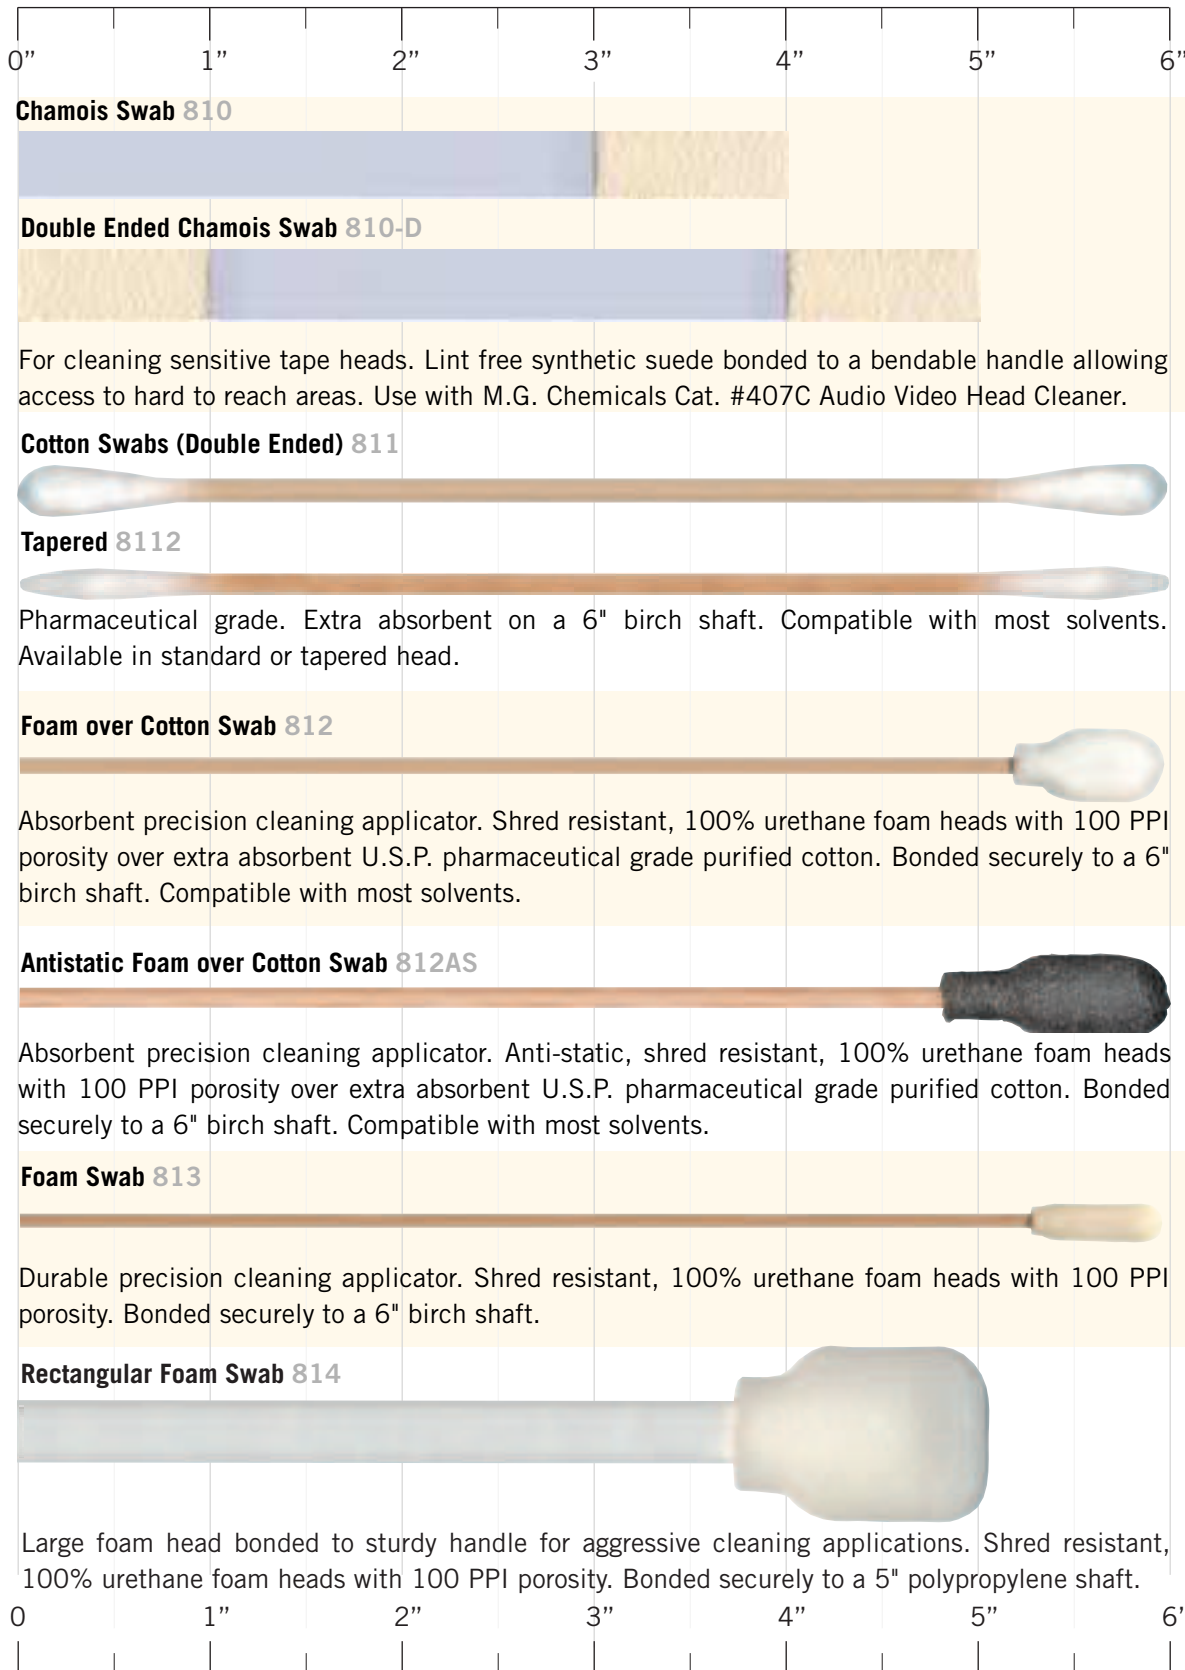 0” 1” 2” 3” 4” 5” 6”
Chamois Swab 810
Double Ended Chamois Swab 810-D
For cleaning sensitive tape heads. Lint free synthetic suede bonded to a bendable handle allowing
access to hard to reach areas. Use with M.G. Chemicals Cat. #407C Audio Video Head Cleaner.
Cotton Swabs (Double Ended) 811
Tapered 8112
Pharmaceutical grade. Extra absorbent on a 6" birch shaft. Compatible with most solvents.
Available in standard or tapered head.
Foam over Cotton Swab 812
Absorbent precision cleaning applicator. Shred resistant, 100% urethane foam heads with 100 PPI
porosity over extra absorbent U.S.P. pharmaceutical grade purified cotton. Bonded securely to a 6"
birch shaft. Compatible with most solvents.
Antistatic Foam over Cotton Swab 812AS
Absorbent precision cleaning applicator. Anti-static, shred resistant, 100% urethane foam heads
with 100 PPI porosity over extra absorbent U.S.P. pharmaceutical grade purified cotton. Bonded
securely to a 6" birch shaft. Compatible with most solvents.
Foam Swab 813
Durable precision cleaning applicator. Shred resistant, 100% urethane foam heads with 100 PPI
porosity. Bonded securely to a 6" birch shaft.
Rectangular Foam Swab 814
Large foam head bonded to sturdy handle for aggressive cleaning applications. Shred resistant,
100% urethane foam heads with 100 PPI porosity. Bonded securely to a 5" polypropylene shaft.
0 1” 2” 3” 4” 5” 6’